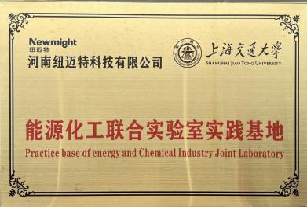 Newmight
纽迈特
河南纽迈特科技有限公司
上海交通大学
SHANGHAI JIAO TONG UNIVERSITY
能源化工联合实验室实践基地
Practice base of energy and Chemical Industry Joint Laboratory